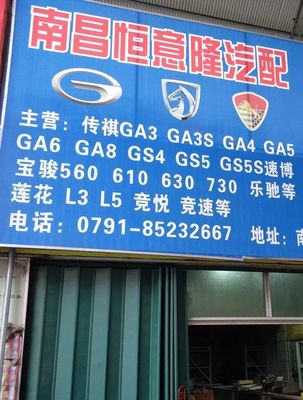 南昌恒意隆汽配
主营：传祺GA3 GA3S GA4 GA5
GA6 GA8 GS4 GS5 GS5S速博
宝骏560 610 630 730 乐驰等
莲花 L3 L5 竞悦 竞速等
电话：0791-85232667 地址：南